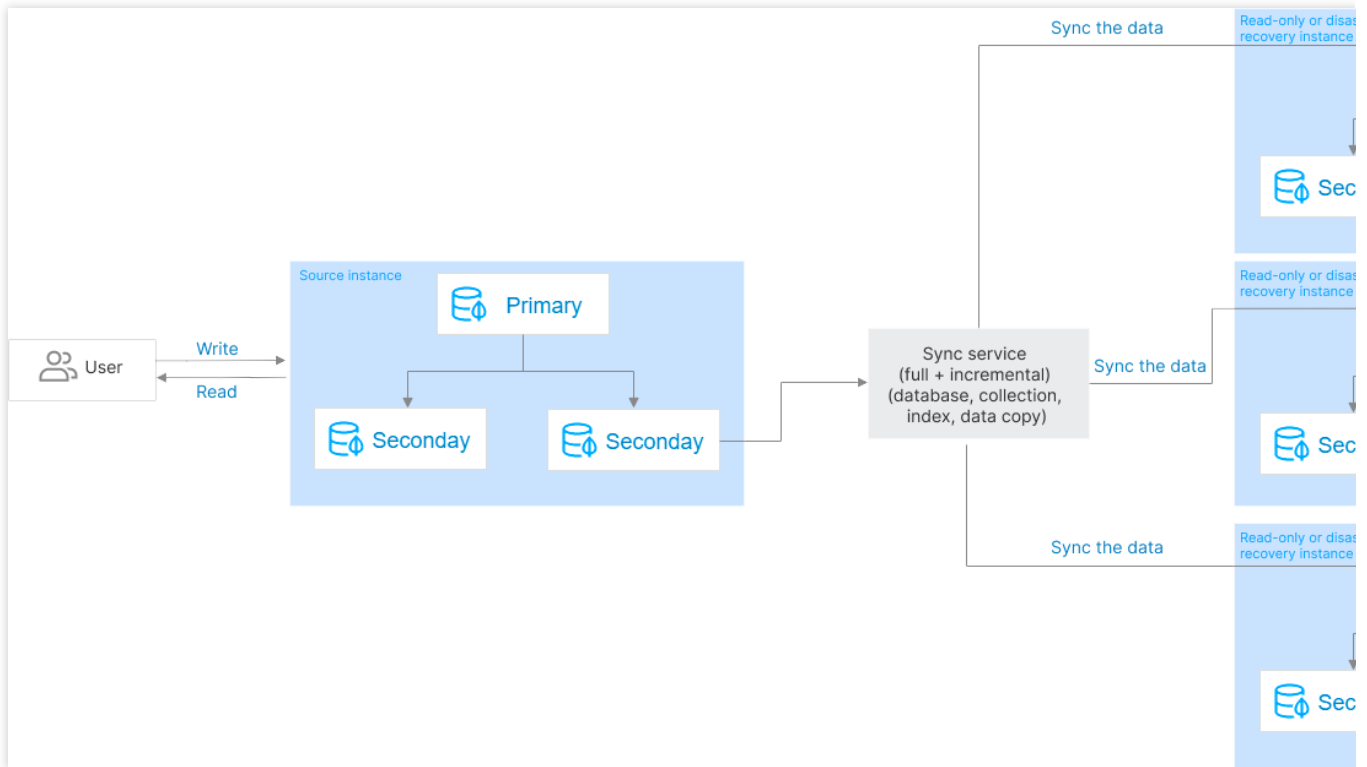 Sync the data
Read-only or disas
recovery instance
Sec
Source instance
Primary
Seconday
Seconday
User
Write
Read
Sync service
(full + incremental)
(database, collection,
index, data copy)
Sync the data
Read-only or disas
recovery instance
Sec
Sync the data
Read-only or disas
recovery instance
Sec